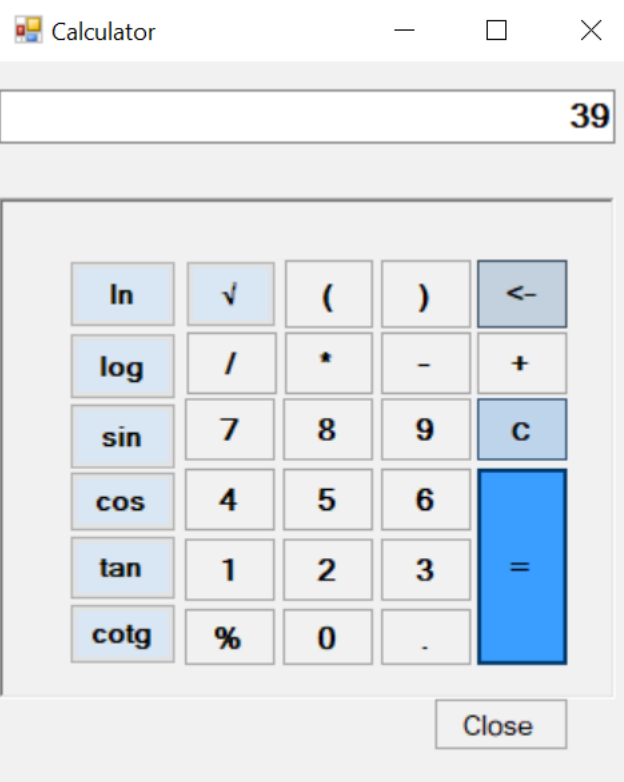 Calculator
39
ln √ ( ) <-
log / * - +
sin 7 8 9 C
cos 4 5 6
tan 1 2 3 =
cotg % 0 .
Close